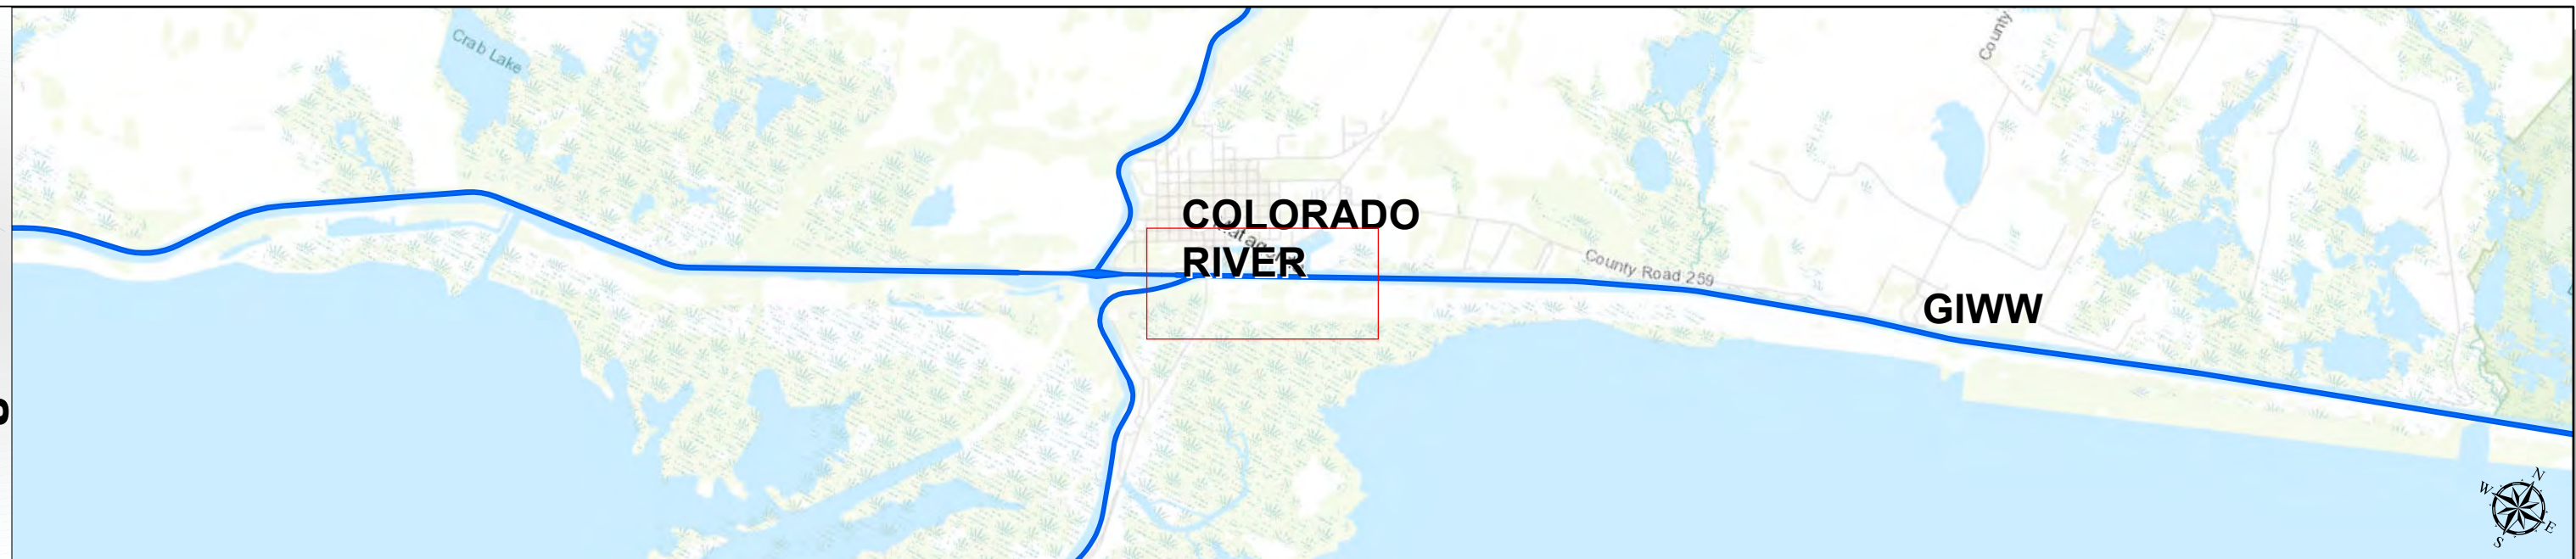 Crab Lake
County
COLORADO
RIVER
County Road 259
GIWW
N
W
E
S